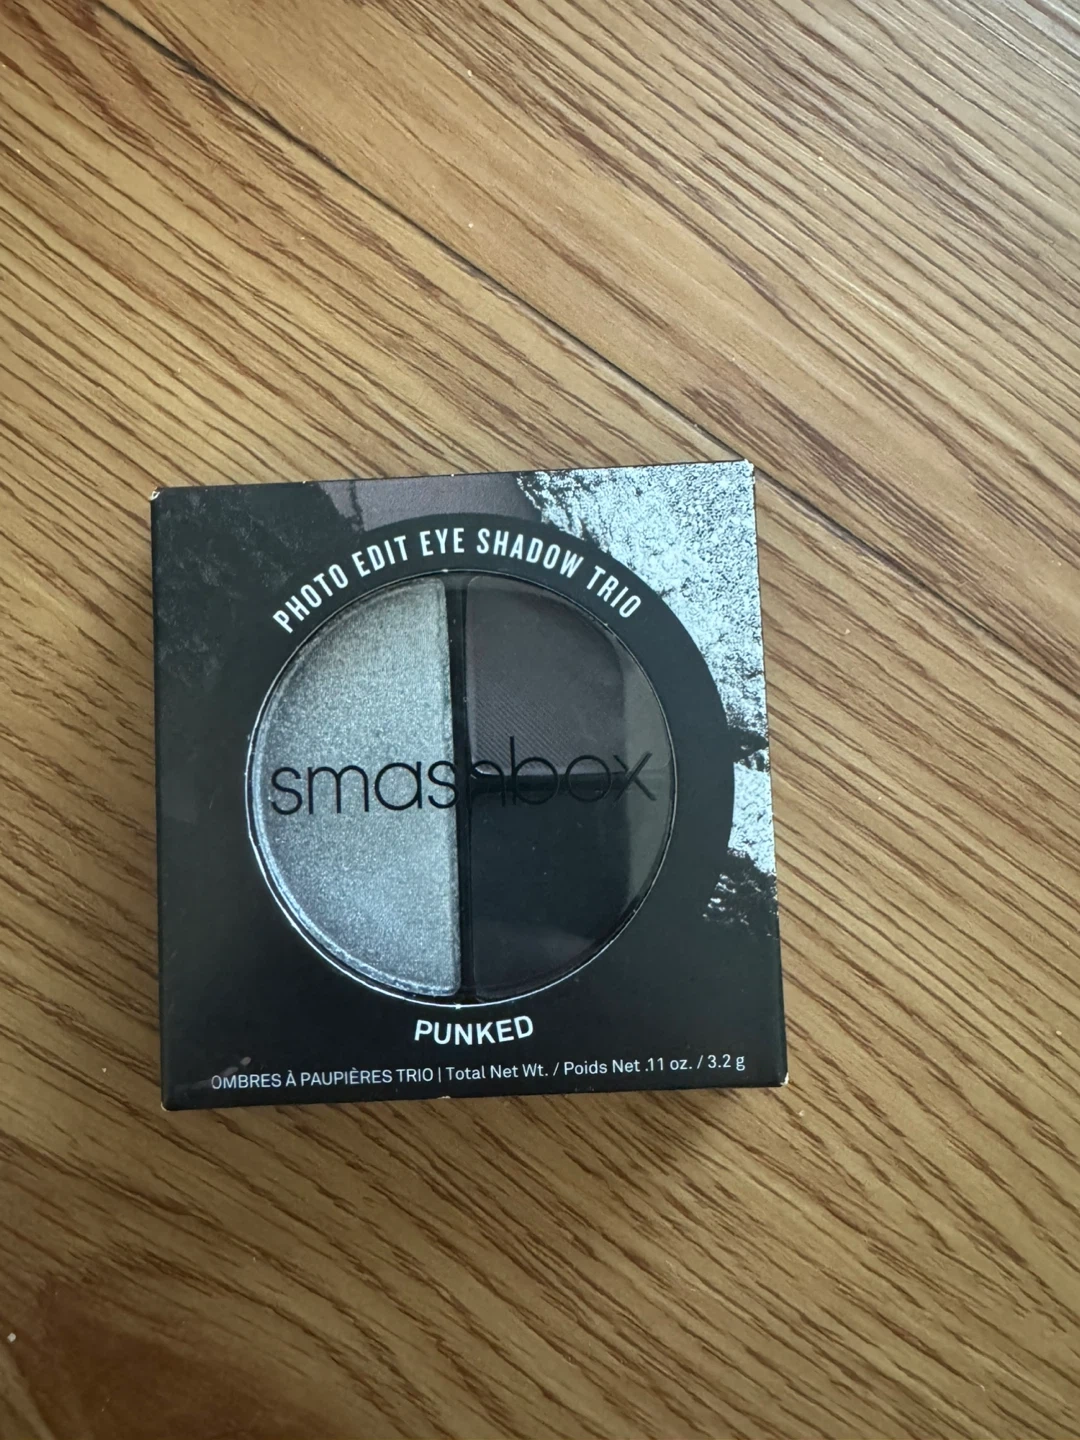 PHOTO EDIT EYE SHADOW TRIO
smashbox
PUNKED
OMBRES À PAUPIÈRES TRIO | Total Net Wt. / Poids Net .11 oz. / 3.2 g